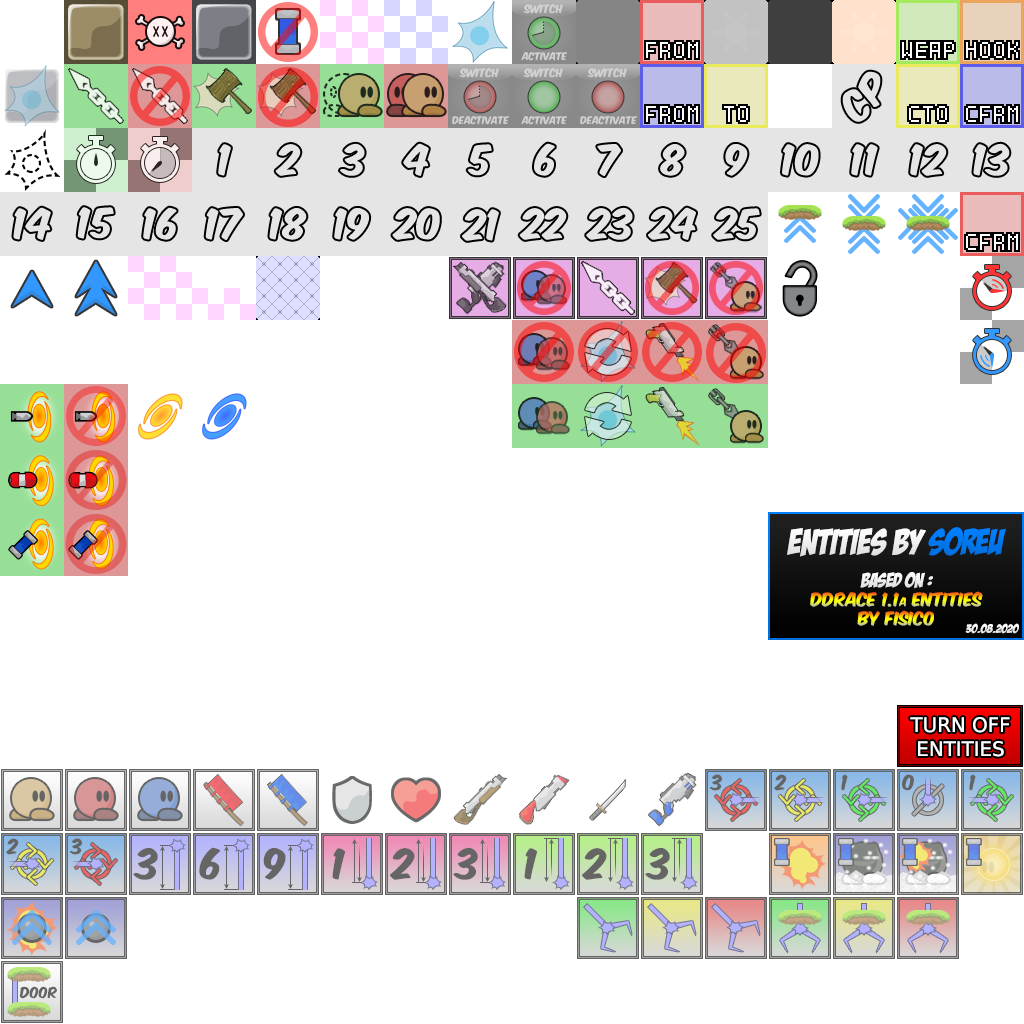 SWITCH
ACTIVATE
FROM
WEAP
HOOK
SWITCH
DEACTIVATE
SWITCH
ACTIVATE
SWITCH
DEACTIVATE
FROM
TO
CP
CTO
CFRM
1
2
3
4
5
6
7
8
9
10
11
12
13
14
15
16
17
18
19
20
21
22
23
24
25
CFRM
ENTITIES BY SOREU
BASED ON :
DDRACE 1.1A ENTITIES
BY FISICO
30.08.2020
TURN OFF
ENTITIES
3
2
1
0
1
2
3
3
6
9
1
2
3
1
2
3
DOOR